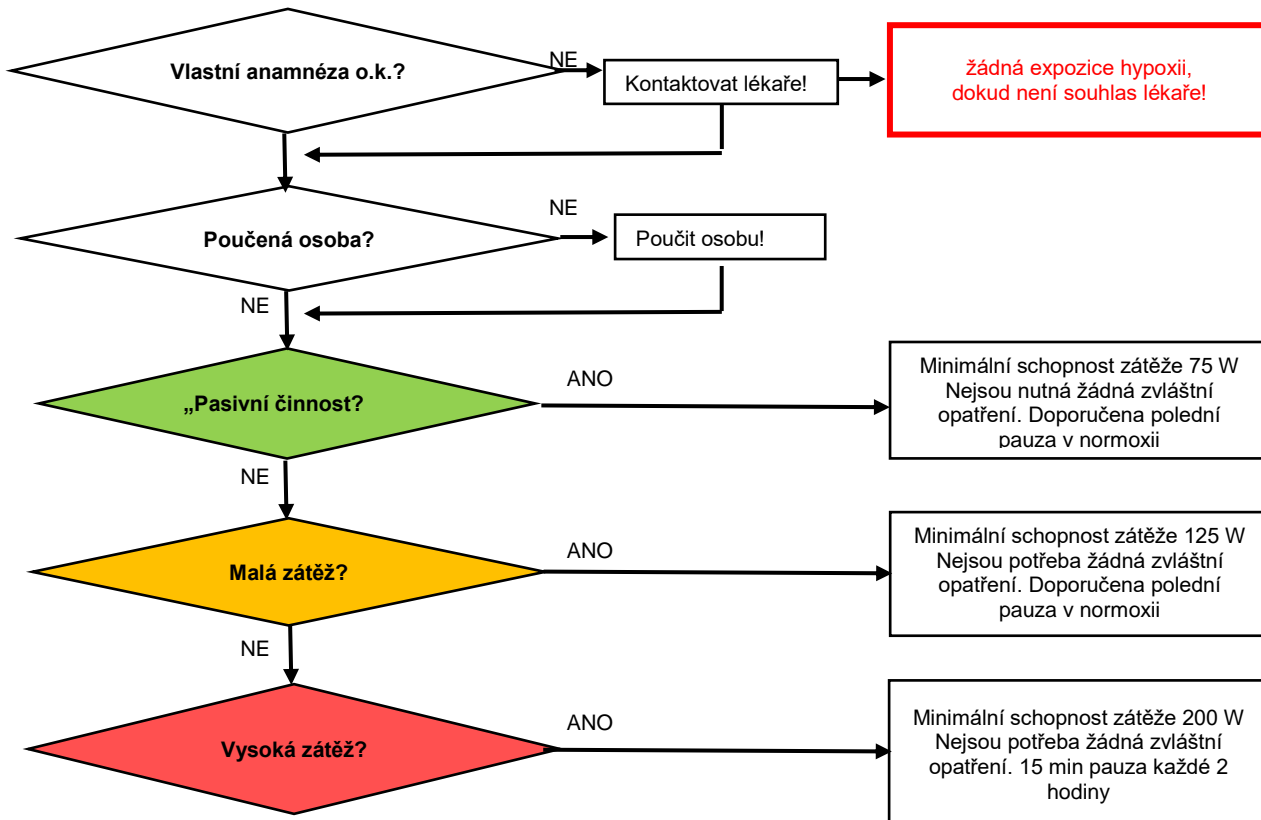 Vlastní anamnéza o.k.?
NE
Kontaktovat lékaře!
žádná expozice hypoxii,
dokud není souhlas lékaře!
Poučená osoba?
NE
Poučit osobu!
NE
„Pasivní činnost?
ANO
Minimální schopnost zátěže 75 W
Nejsou nutná žádná zvláštní
opatření. Doporučena polední
pauza v normoxii
NE
Malá zátěž?
ANO
Minimální schopnost zátěže 125 W
Nejsou potřeba žádná zvláštní
opatření. Doporučena polední
pauza v normoxii
NE
Vysoká zátěž?
ANO
Minimální schopnost zátěže 200 W
Nejsou potřeba žádná zvláštní
opatření. 15 min pauza každé 2
hodiny